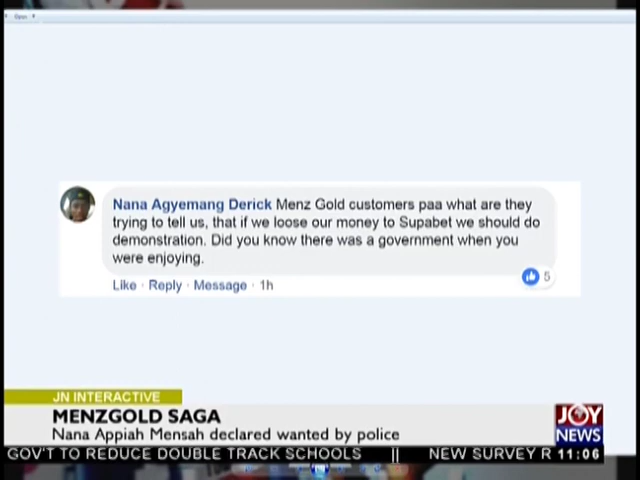 Open
Nana Agyemang Derick Menz Gold customers paa what are they
trying to tell us, that if we loose our money to Supabet we should do
demonstration. Did you know there was a government when you
were enjoying.
5
Like · Reply · Message · 1h
JN INTERACTIVE
MENZGOLD SAGA
Nana Appiah Mensah declared wanted by police
JOY
NEWS
GOV'T TO REDUCE DOUBLE TRACK SCHOOLS || NEW SURVEY R 11:06